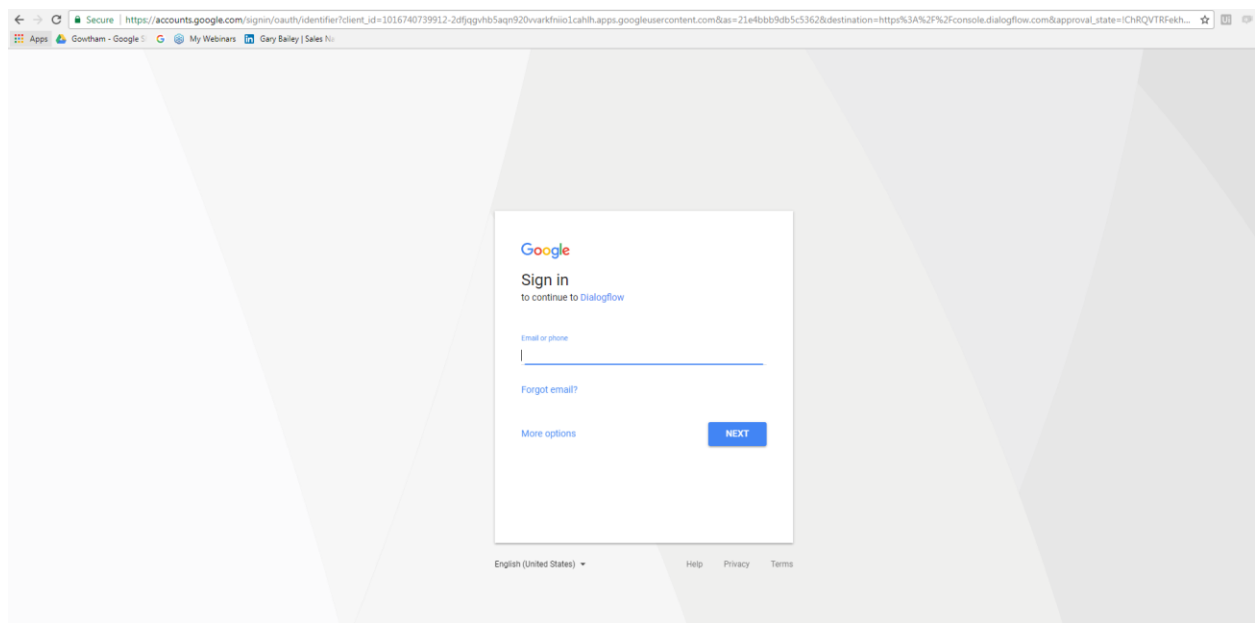 Secure | https://accounts.google.com/signin/oauth/identifier?client_id=1016740739912-2dfjqgvhb5aqn920vvarkfniio1cahlh.apps.googleusercontent.com&as=21e4bbb9db5c5362&destination=https%3A%2F%2Fconsole.dialogflow.com&approval_state=!ChRQVTRFekh...
Apps Gowtham - Google S G My Webinars in Gary Bailey | Sales Na
Google
Sign in
to continue to Dialogflow
Email or phone
Forgot email?
More options NEXT
English (United States) Help Privacy Terms